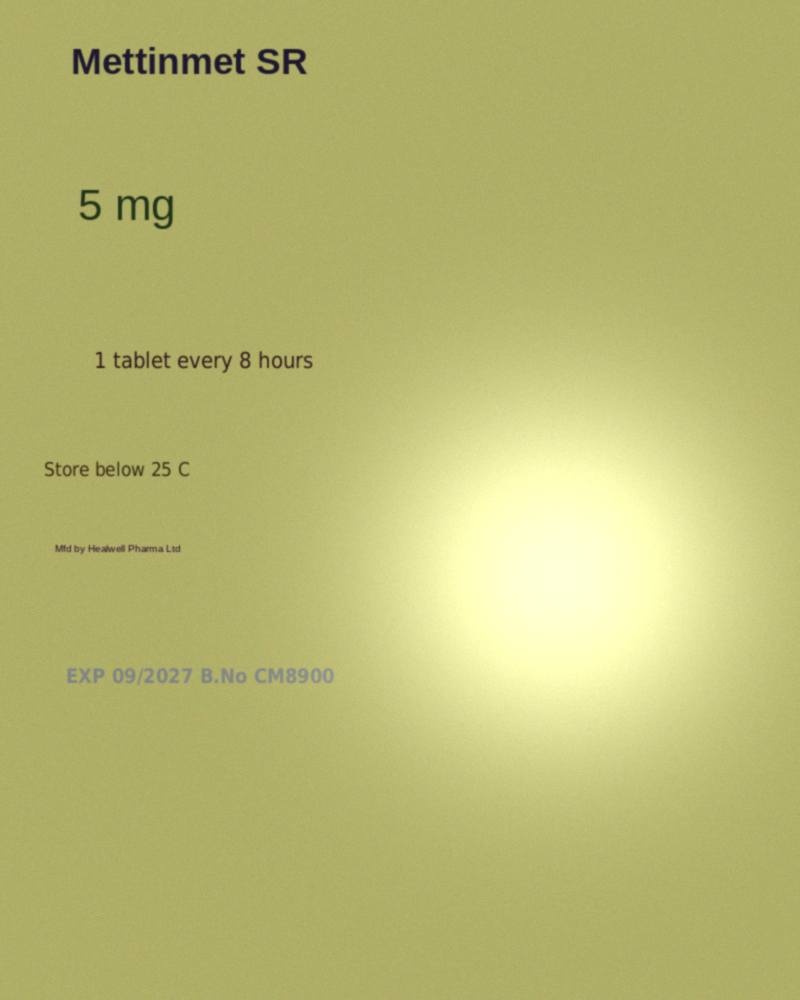 Mettinmet SR
5 mg
1 tablet every 8 hours
Store below 25 C
Mfd by Healwell Pharma Ltd
EXP 09/2027 B.No CM8900